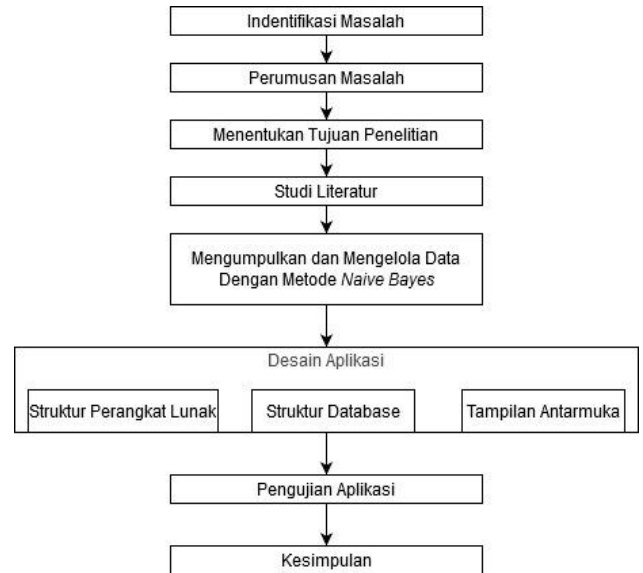 Indentifikasi Masalah
Perumusan Masalah
Menentukan Tujuan Penelitian
Studi Literatur
Mengumpulkan dan Mengelola Data
Dengan Metode Naive Bayes
Desain Aplikasi
Struktur Perangkat Lunak
Struktur Database
Tampilan Antarmuka
Pengujian Aplikasi
Kesimpulan